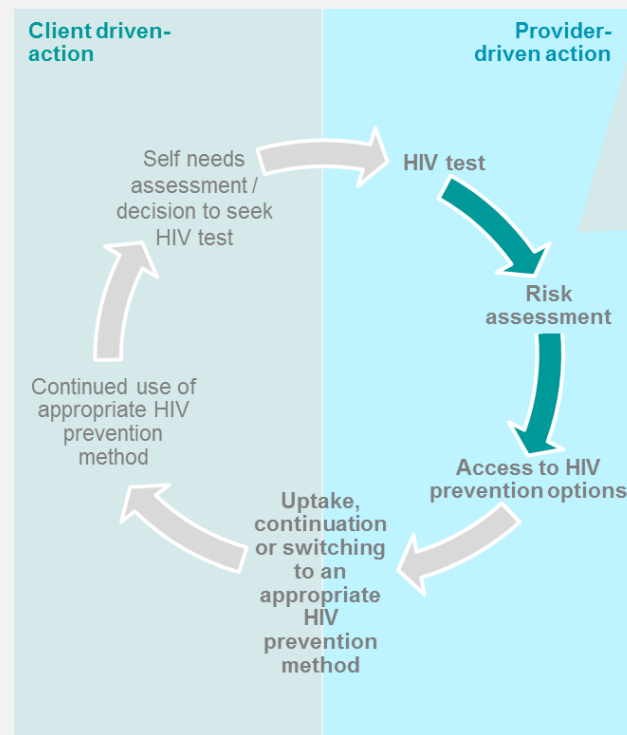 Client driven-
action
Provider-
driven action
Self needs
assessment /
decision to seek
HIV test
HIV test
Risk
assessment
Access to HIV
prevention options
Uptake,
continuation
or switching
to an
appropriate
HIV
prevention
method
Continued use of
appropriate HIV
prevention
method